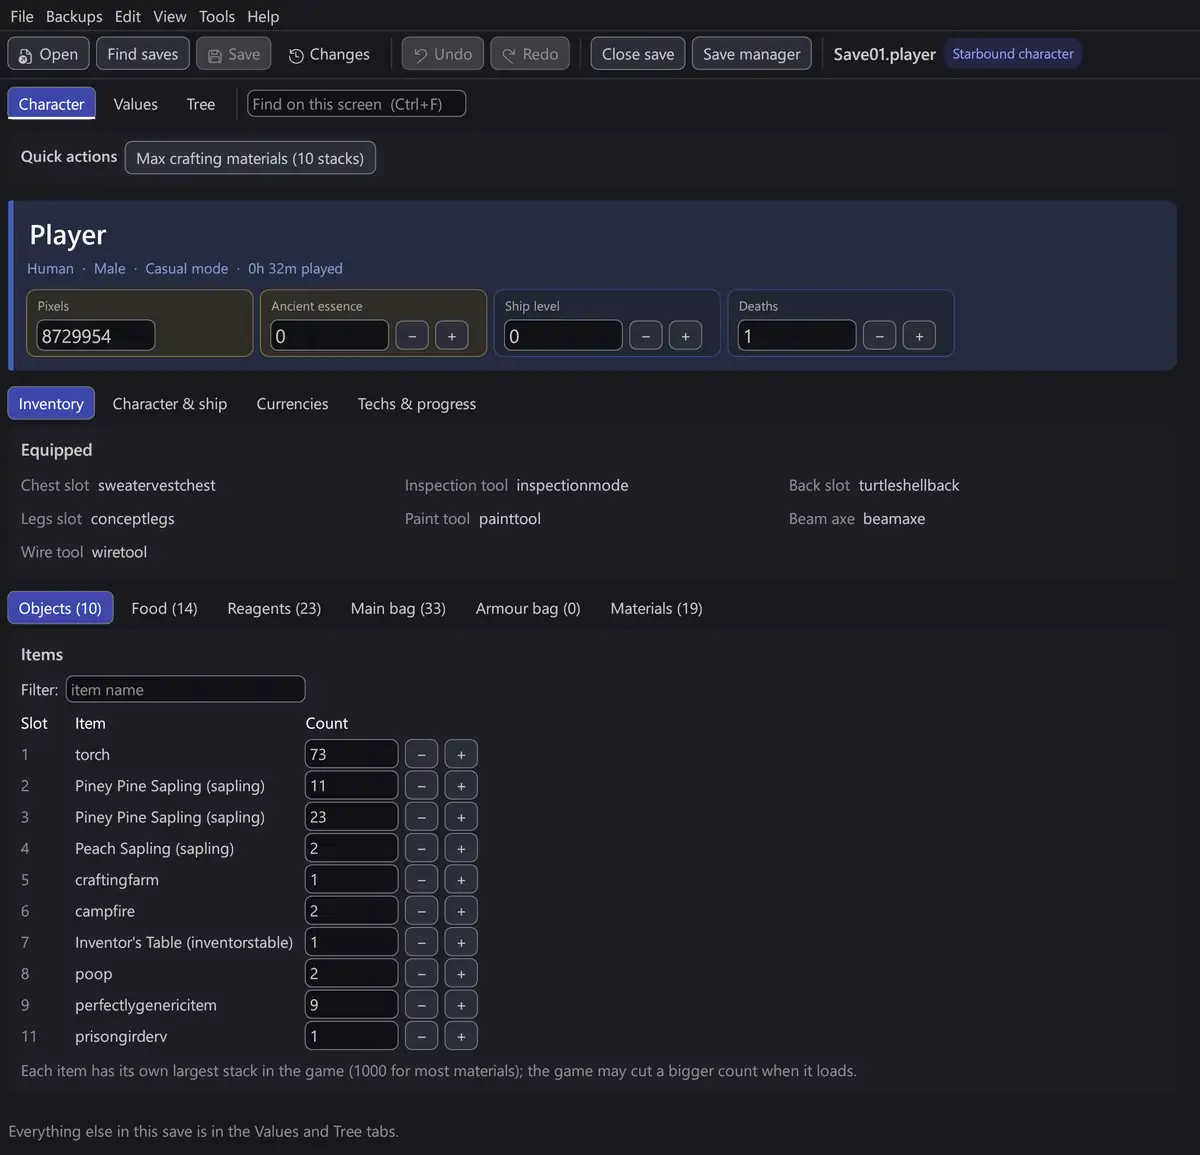 File Backups Edit View Tools Help
Open Find saves Save Changes Undo Redo Close save Save manager Save01.player Starbound character
Character Values Tree Find on this screen (Ctrl+F)
Quick actions Max crafting materials (10 stacks)
Player
Human · Male · Casual mode · 0h 32m played
Pixels Ancient essence Ship level Deaths
8729954 0 − + 0 − + 1 − +
Inventory Character & ship Currencies Techs & progress
Equipped
Chest slot sweatervestchest Inspection tool inspectionmode Back slot turtleshellback
Legs slot conceptlegs Paint tool painttool Beam axe beamaxe
Wire tool wiretool
Objects (10) Food (14) Reagents (23) Main bag (33) Armour bag (0) Materials (19)
Items
Filter: item name
Slot Item Count
1 torch 73 − +
2 Piney Pine Sapling (sapling) 11 − +
3 Piney Pine Sapling (sapling) 23 − +
4 Peach Sapling (sapling) 2 − +
5 craftingfarm 1 − +
6 campfire 2 − +
7 Inventor's Table (inventorstable) 1 − +
8 poop 2 − +
9 perfectlygenericitem 9 − +
11 prisongirderv 1 − +
Each item has its own largest stack in the game (1000 for most materials); the game may cut a bigger count when it loads.
Everything else in this save is in the Values and Tree tabs.